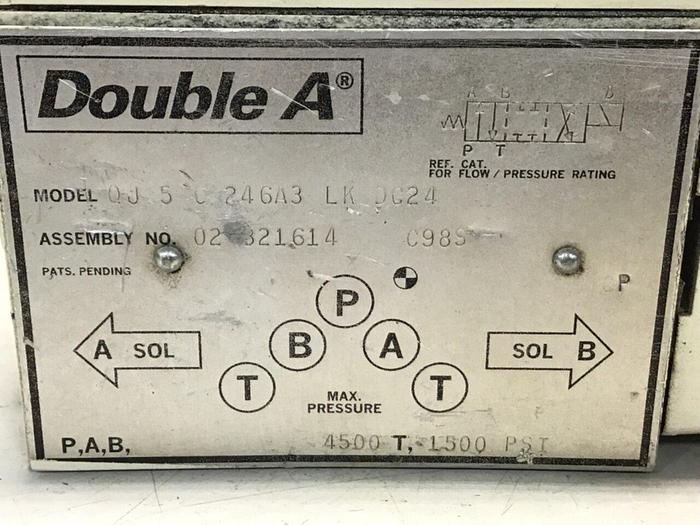 Double A®
A B B
P T
REF. CAT.
FOR FLOW/PRESSURE RATING
MODEL QJ 5 C 246A3 LK DC24
ASSEMBLY NO. 02 321614 C98S
PATS. PENDING
P
P
A SOL B A SOL B
T T
MAX.
PRESSURE
P,A,B, 4500 T, 1500 PSI